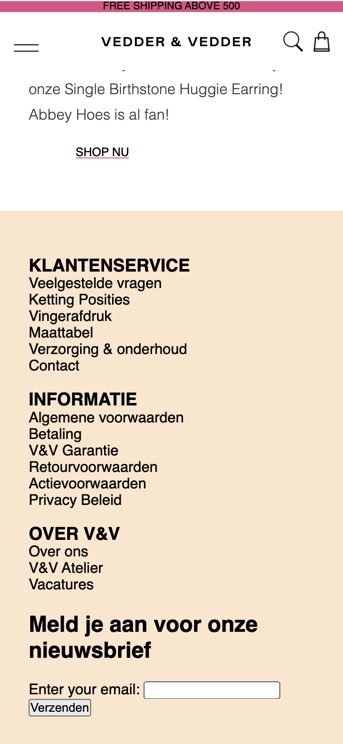 FREE SHIPPING ABOVE 500
VEDDER & VEDDER
onze Single Birthstone Huggie Earring!
Abbey Hoes is al fan!
SHOP NU
KLANTENSERVICE
Veelgestelde vragen
Ketting Posities
Vingerafdruk
Maattabel
Verzorging & onderhoud
Contact
INFORMATIE
Algemene voorwaarden
Betaling
V&V Garantie
Retourvoorwaarden
Actievoorwaarden
Privacy Beleid
OVER V&V
Over ons
V&V Atelier
Vacatures
Meld je aan voor onze
nieuwsbrief
Enter your email:
Verzenden